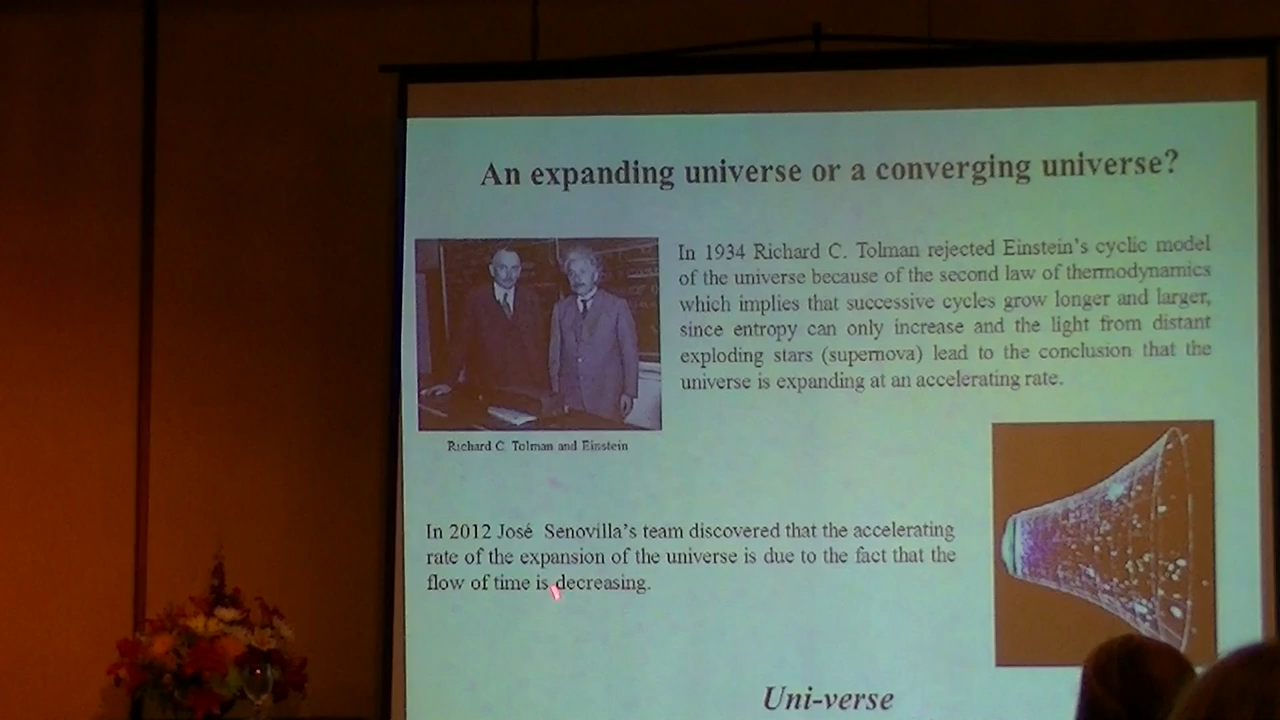 An expanding universe or a converging universe?
In 1934 Richard C. Tolman rejected Einstein's cyclic model
of the universe because of the second law of thermodynamics
which implies that successive cycles grow longer and larger,
since entropy can only increase and the light from distant
exploding stars (supernova) lead to the conclusion that the
universe is expanding at an accelerating rate.
Richard C. Tolman and Einstein
In 2012 José Senovilla's team discovered that the accelerating
rate of the expansion of the universe is due to the fact that the
flow of time is decreasing.
Uni-verse